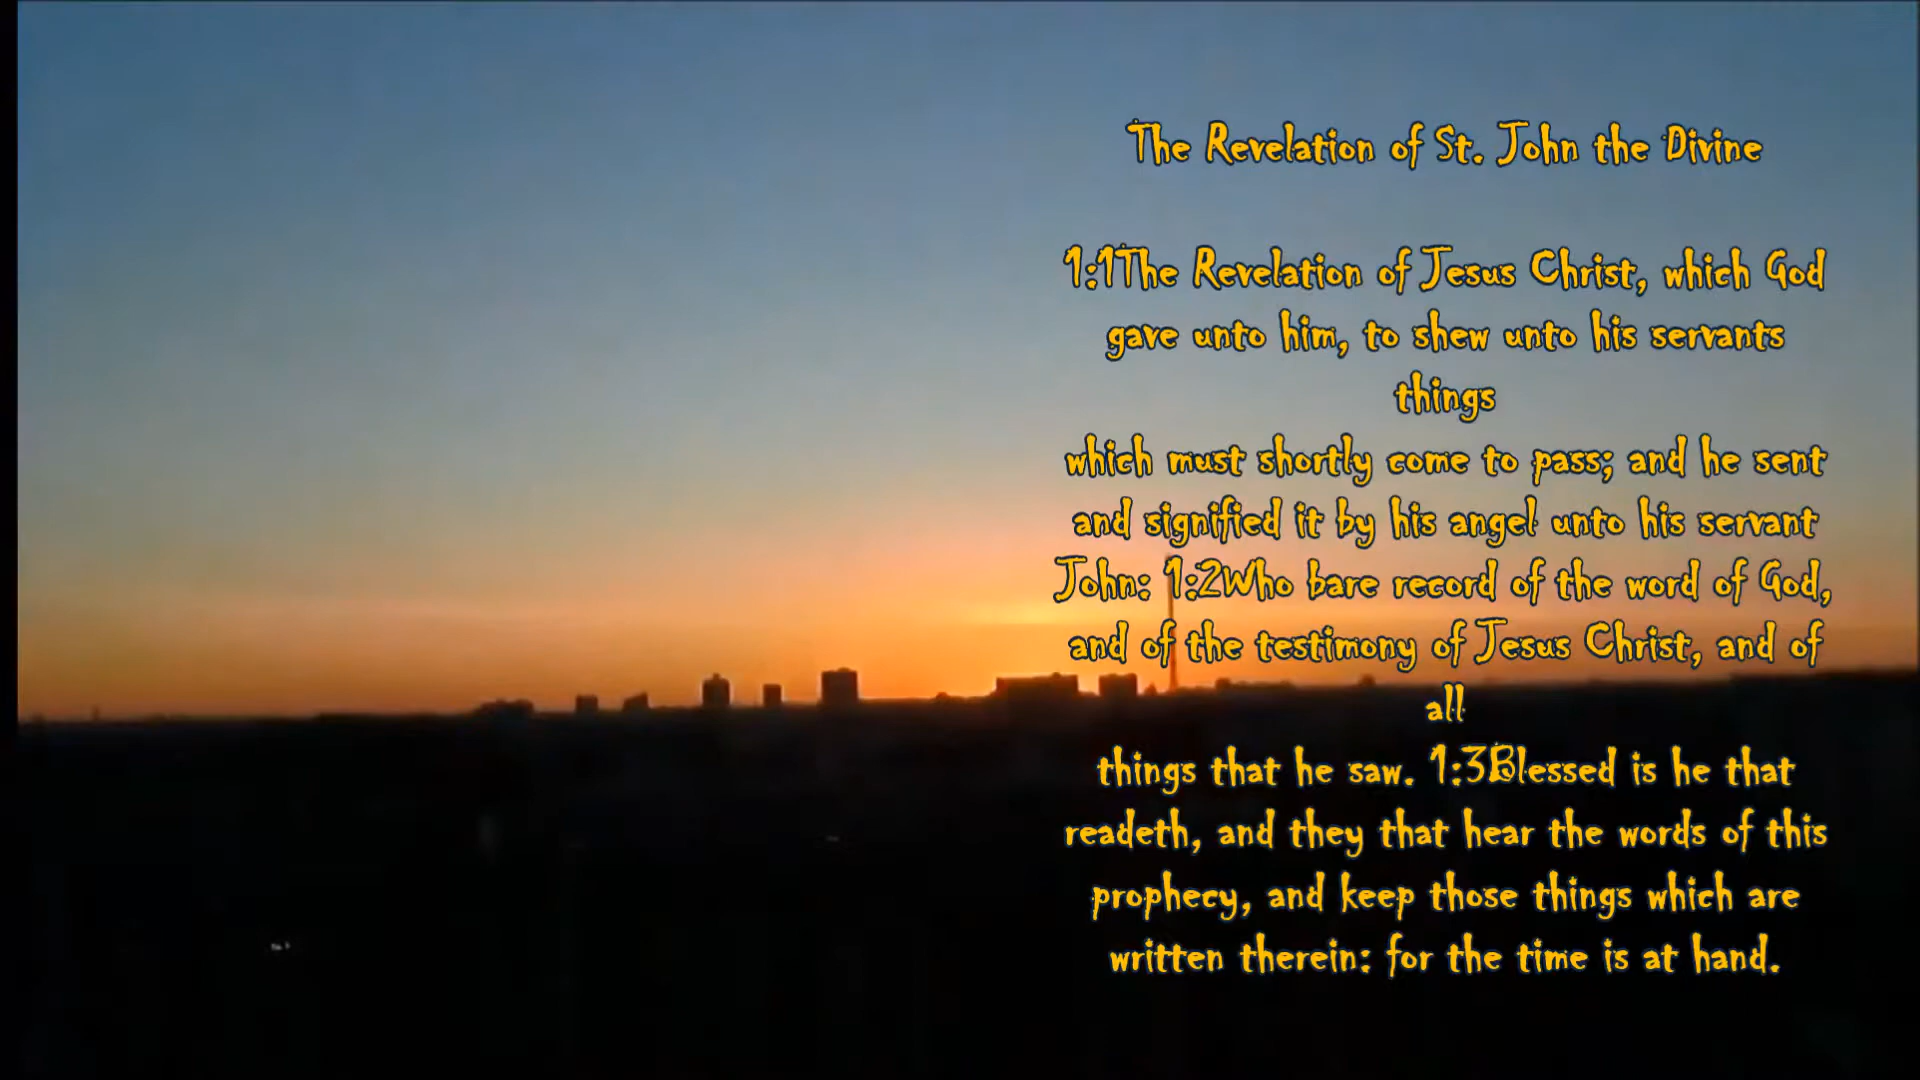 The Revelation of St. John the Divine
1:1The Revelation of Jesus Christ, which God
gave unto him, to shew unto his servants
things
which must shortly come to pass; and he sent
and signified it by his angel unto his servant
John: 1:2Who bare record of the word of God,
and of the testimony of Jesus Christ, and of
all
things that he saw. 1:3Blessed is he that
readeth, and they that hear the words of this
prophecy, and keep those things which are
written therein: for the time is at hand.